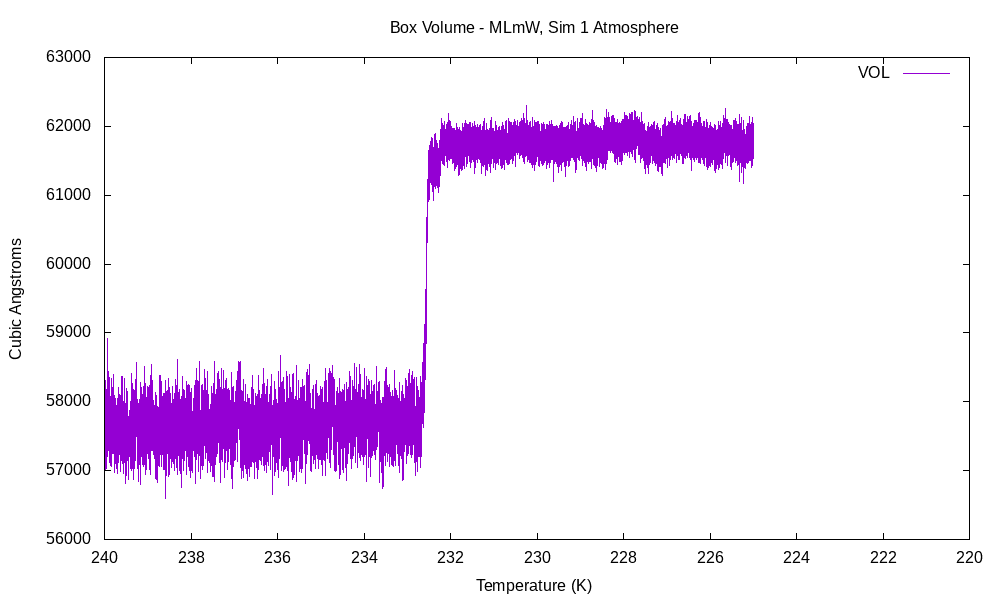 Box Volume - MLmW, Sim 1 Atmosphere
63000
VOL
62000
61000
60000
59000
58000
57000
56000
Cubic Angstroms
240 238 236 234 232 230 228 226 224 222 220
Temperature (K)